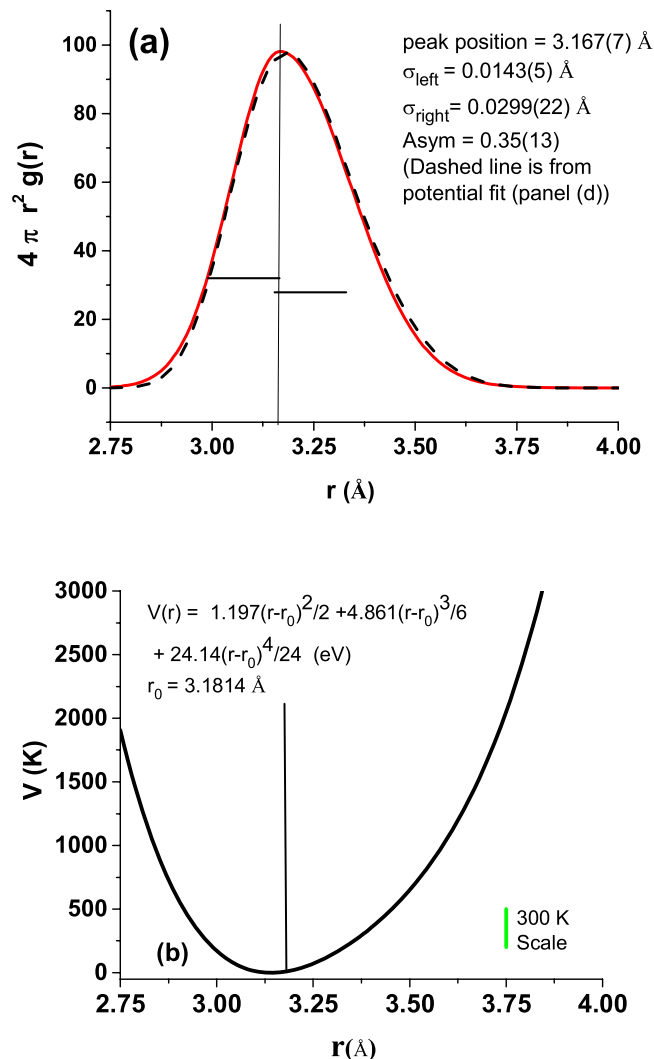 (a)
peak position = 3.167(7) Å
σleft = 0.0143(5) Å
σright= 0.0299(22) Å
Asym = 0.35(13)
(Dashed line is from
potential fit (panel (d))
100
80
60
40
20
0
4 π r² g(r)
2.75 3.00 3.25 3.50 3.75 4.00
r (Å)
3000
2500
2000
1500
1000
500
0
V (K)
V(r) = 1.197(r-r₀)²/2 +4.861(r-r₀)³/6
+ 24.14(r-r₀)⁴/24 (eV)
r₀ = 3.1814 Å
300 K
Scale
(b)
2.75 3.00 3.25 3.50 3.75 4.00
r(Å)